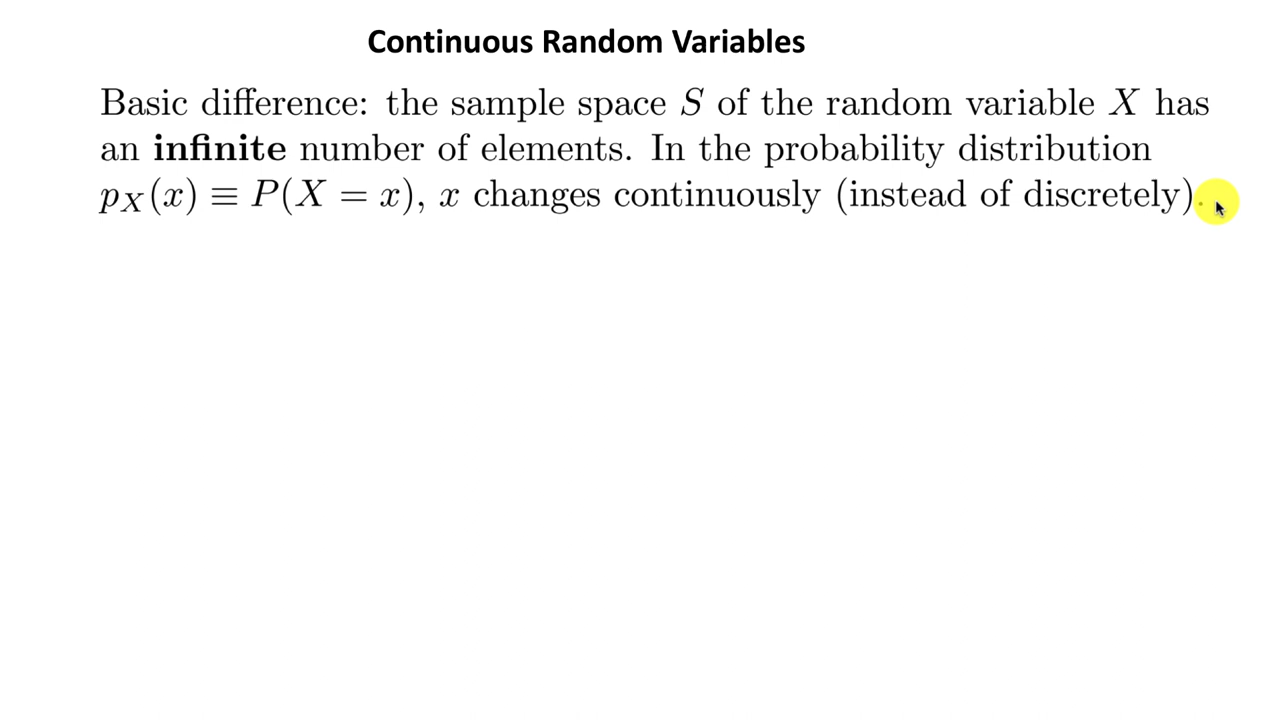 Continuous Random Variables
Basic difference: the sample space S of the random variable X has
an infinite number of elements. In the probability distribution
p_X(x) ≡ P(X = x), x changes continuously (instead of discretely).